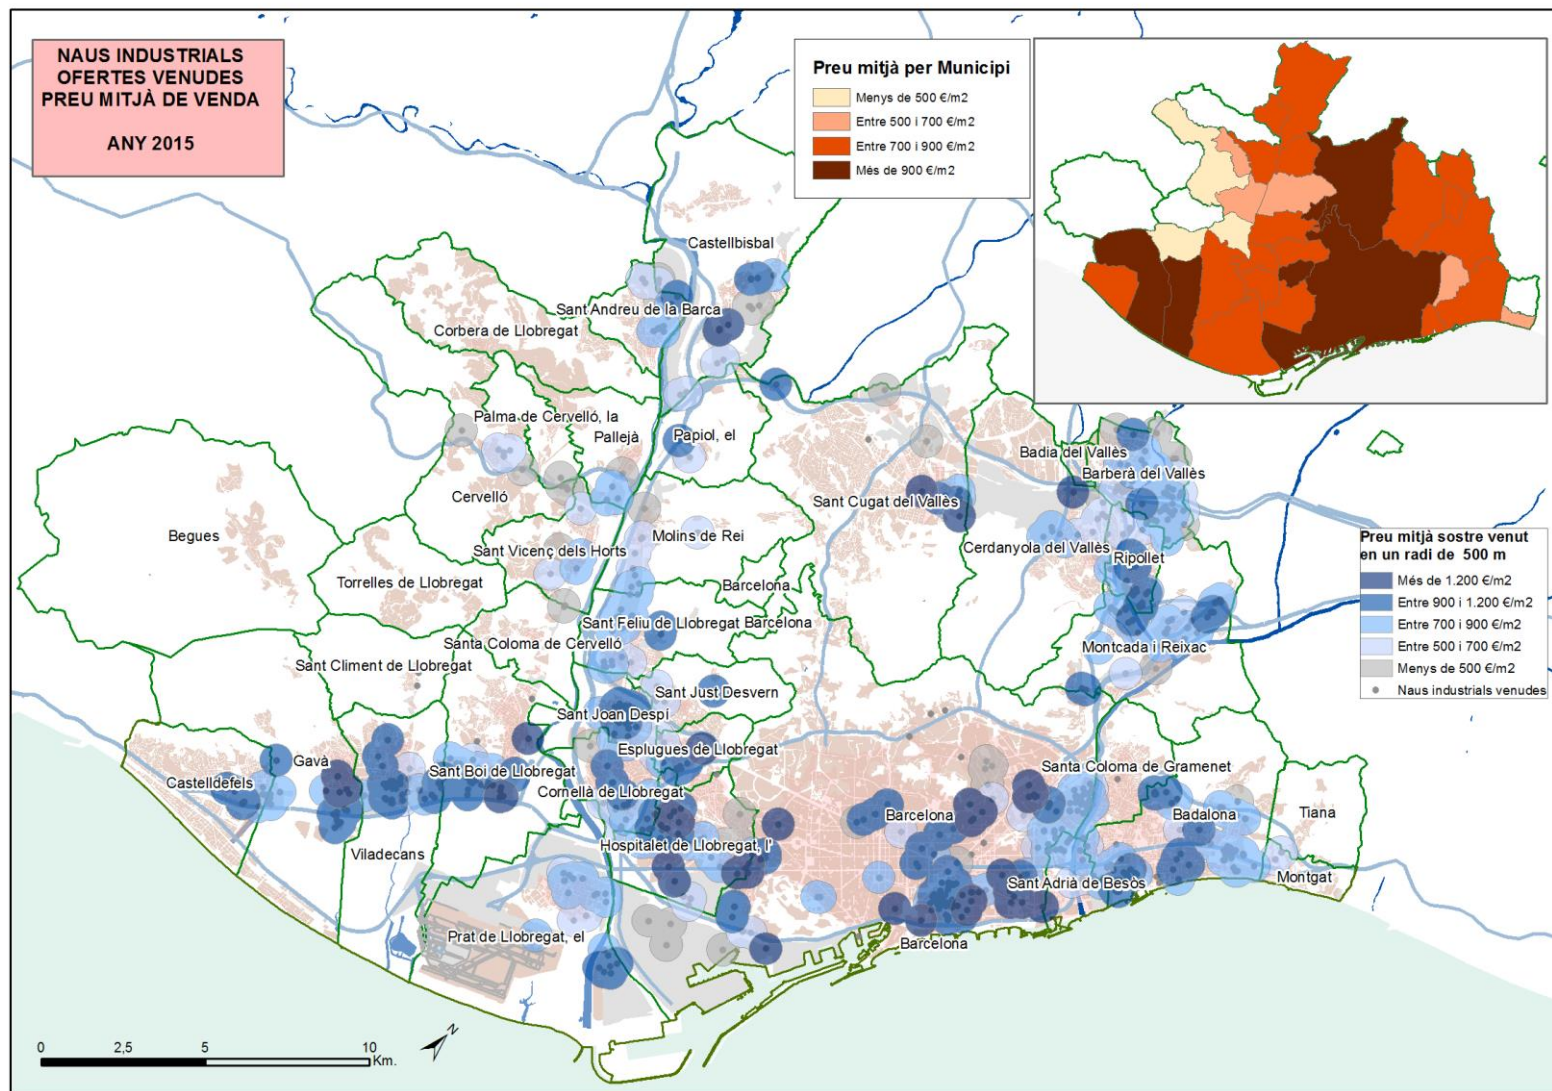 NAUS INDUSTRIALS
OFERTES VENUDES
PREU MITJÀ DE VENDA
ANY 2015
Preu mitjà per Municipi
Menys de 500 €/m2
Entre 500 i 700 €/m2
Entre 700 i 900 €/m2
Més de 900 €/m2
Castellbisbal
Sant Andreu de la Barca
Corbera de Llobregat
Palma de Cervelló, la
Pallejà
Papiol, el
Badia del Vallès
Barberà del Vallès
Cervelló
Sant Cugat del Vallès
Begues
Molins de Rei
Sant Vicenç dels Horts
Cerdanyola del Vallès
Ripollet
Torrelles de Llobregat
Barcelona
Sant Feliu de Llobregat
Barcelona
Santa Coloma de Cervelló
Montcada i Reixac
Sant Climent de Llobregat
Sant Just Desvern
Sant Joan Despí
Esplugues de Llobregat
Gavà
Sant Boi de Llobregat
Santa Coloma de Gramenet
Castelldefels
Cornellà de Llobregat
Barcelona
Badalona
Tiana
Hospitalet de Llobregat, l'
Viladecans
Sant Adrià de Besòs
Montgat
Prat de Llobregat, el
Barcelona
Preu mitjà sostre venut
en un radi de 500 m
Més de 1.200 €/m2
Entre 900 i 1.200 €/m2
Entre 700 i 900 €/m2
Entre 500 i 700 €/m2
Menys de 500 €/m2
Naus industrials venudes
N
0 2,5 5 10
Km.